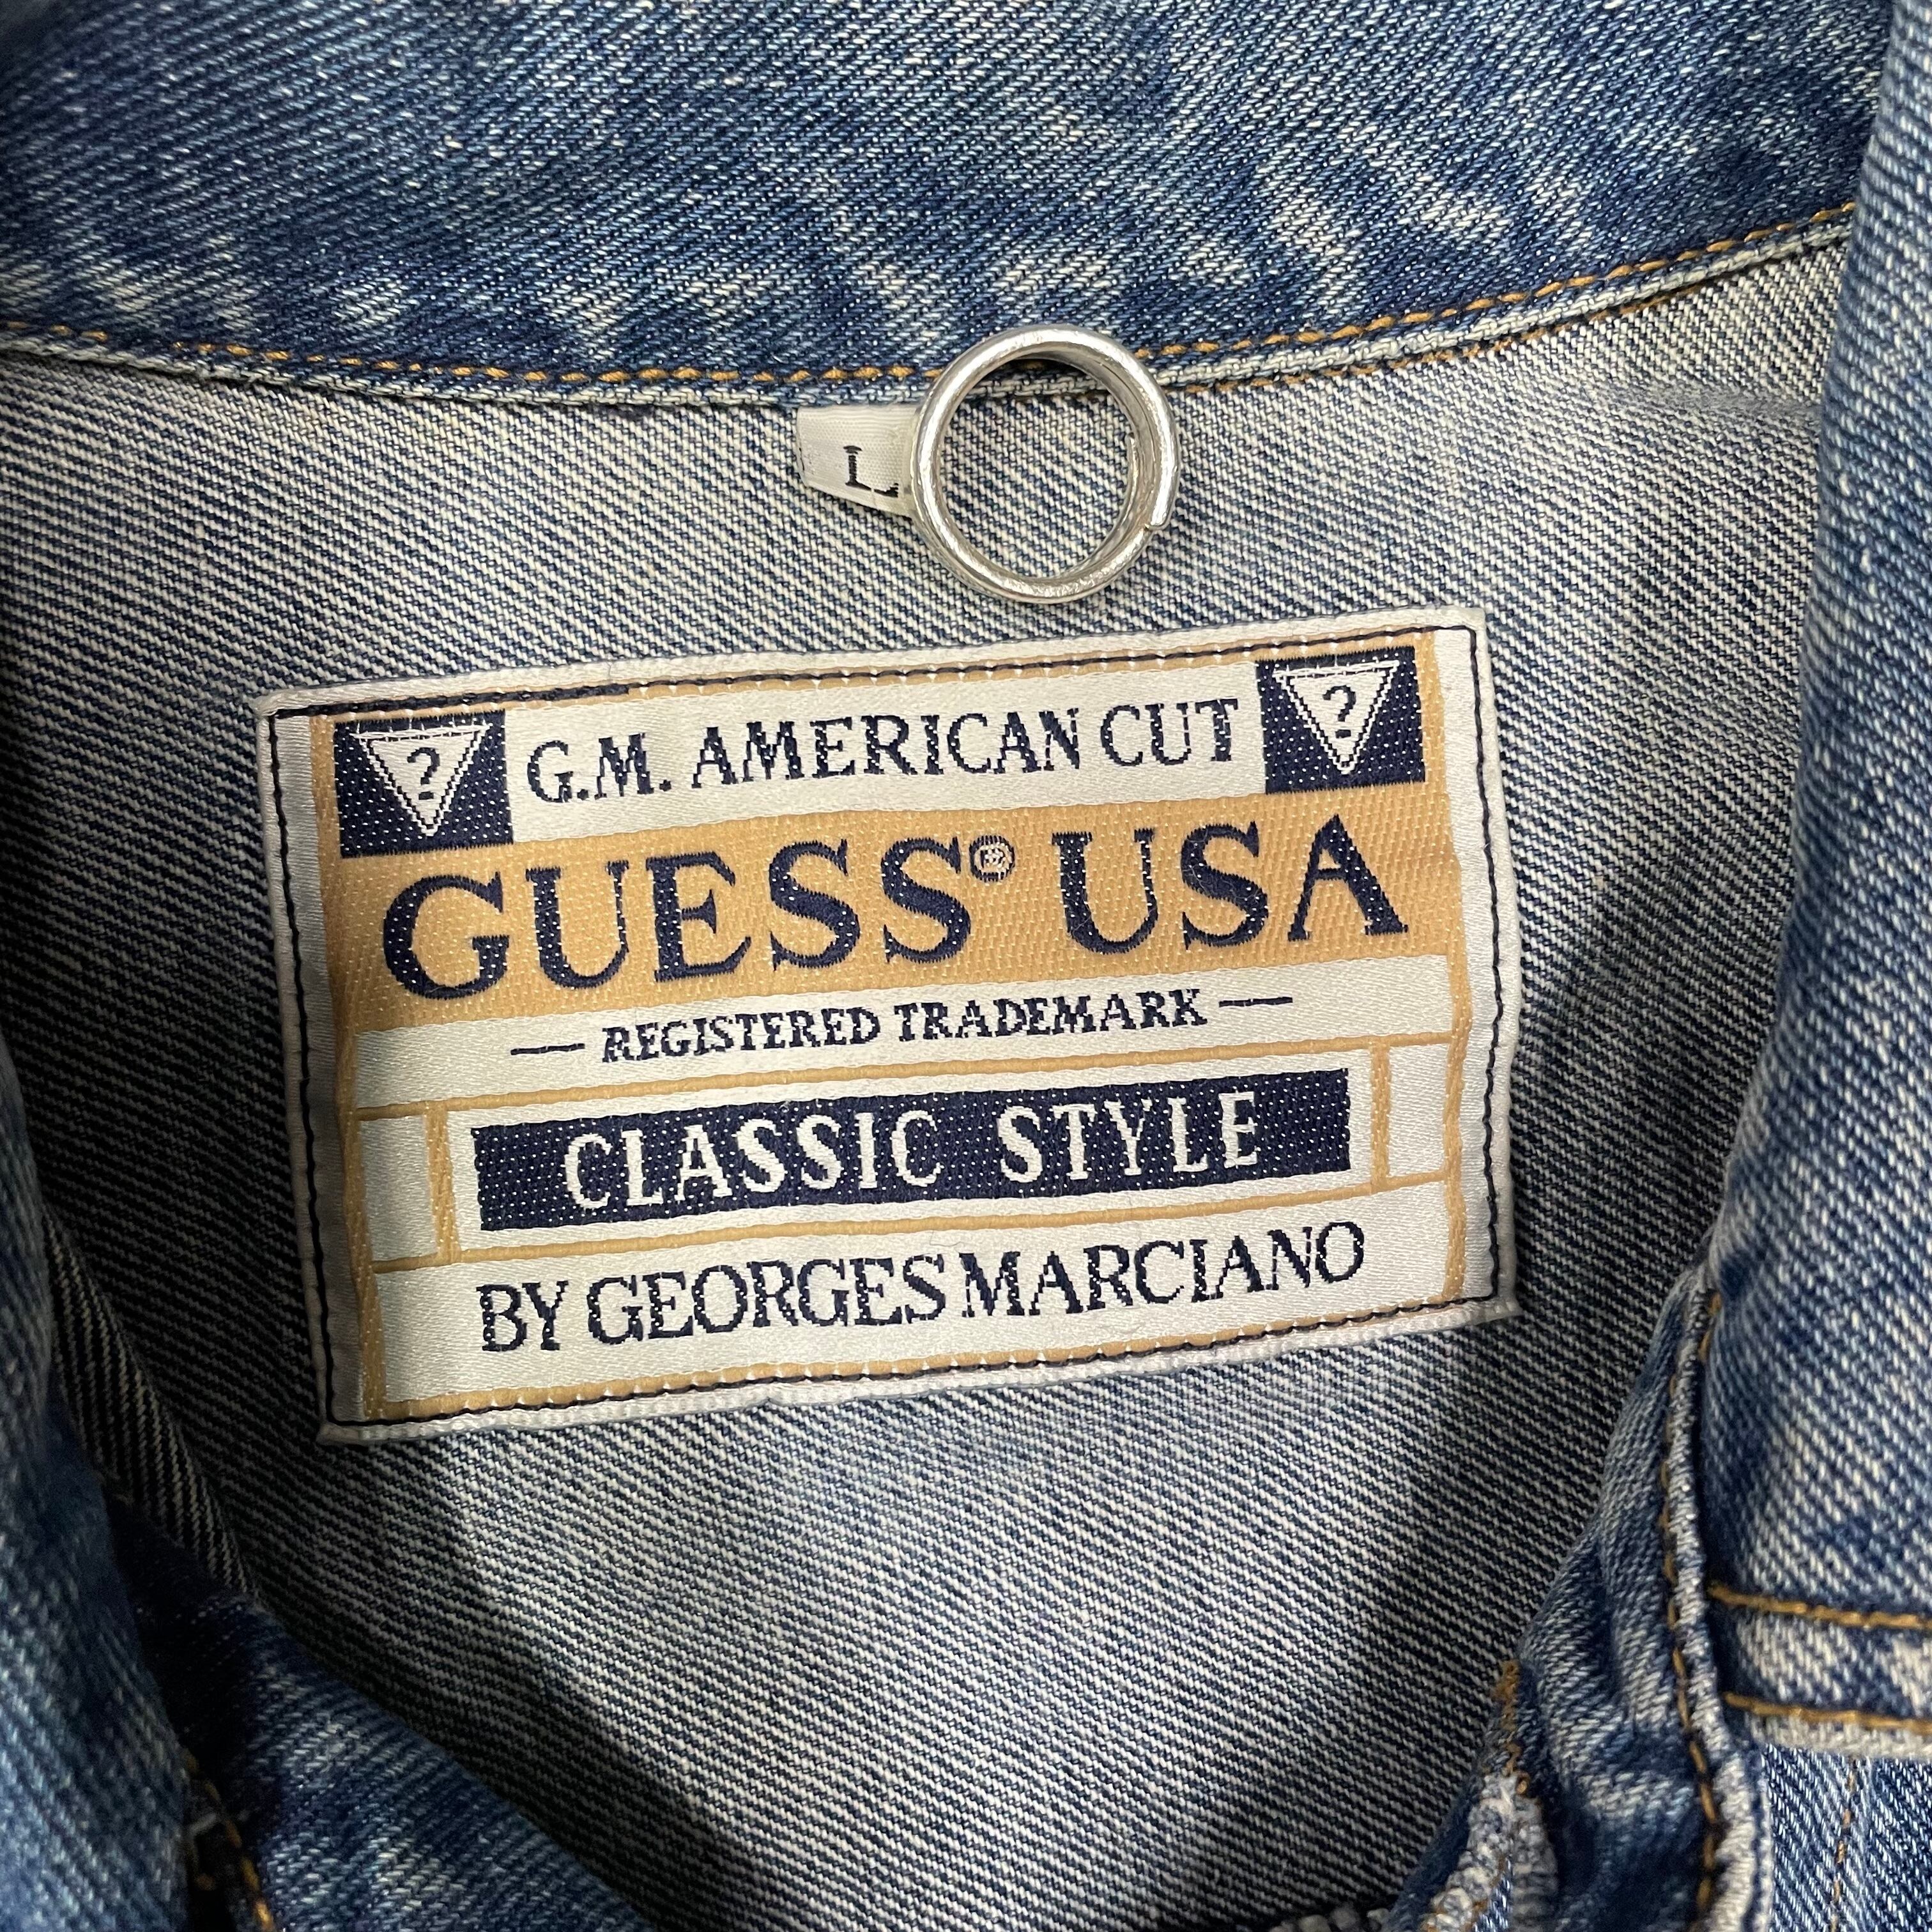 L
? G.M. AMERICAN CUT ?
GUESS® USA
— REGISTERED TRADEMARK —
CLASSIC STYLE
BY GEORGES MARCIANO